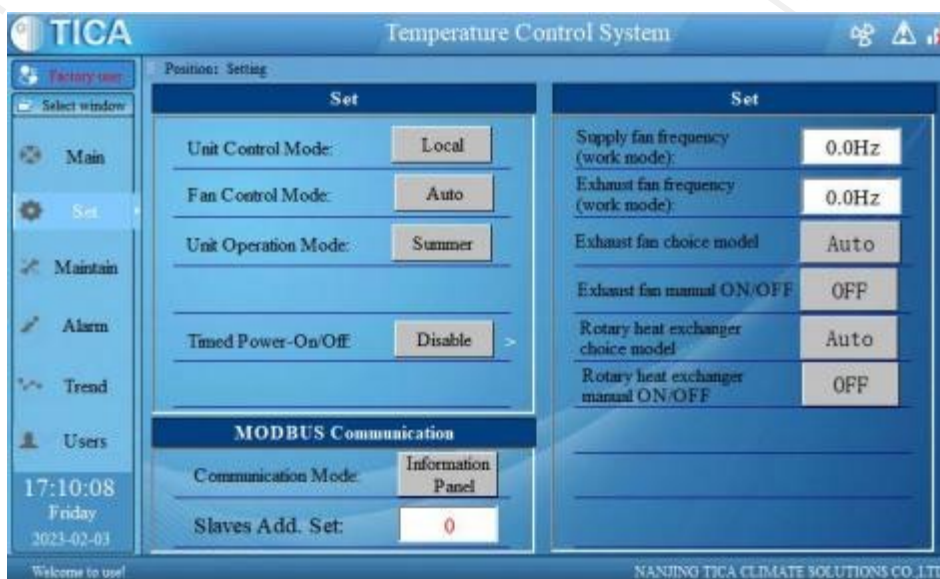 TICA
Temperature Control System
Factory user
Position: Setting
Select window
Main
Set
Maintain
Alarm
Trend
Users
17:10:08
Friday
2023-02-03
Set
Unit Control Mode:
Local
Fan Control Mode:
Auto
Unit Operation Mode:
Summer
Timed Power-On/Off:
Disable
>
MODBUS Communication
Communication Mode:
Information
Panel
Slaves Add. Set:
0
Set
Supply fan frequency
(work mode):
0.0Hz
Exhaust fan frequency
(work mode):
0.0Hz
Exhaust fan choice model
Auto
Exhaust fan manual ON/OFF
OFF
Rotary heat exchanger
choice model
Auto
Rotary heat exchanger
manual ON/OFF
OFF
Welcome to use!
NANJING TICA CLIMATE SOLUTIONS CO.,LT